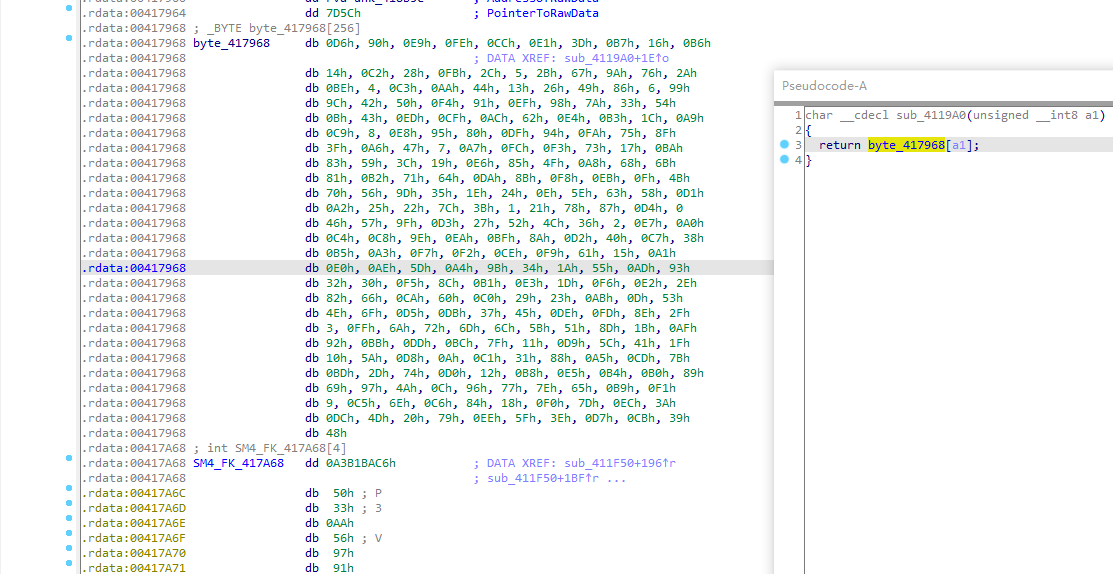 .rdata:00417964 dd 7D5Ch ; PointerToRawData
.rdata:00417968 ; _BYTE byte_417968[256]
.rdata:00417968 byte_417968 db 0D6h, 90h, 0E9h, 0FEh, 0CCh, 0E1h, 3Dh, 0B7h, 16h, 0B6h
.rdata:00417968 ; DATA XREF: sub_4119A0+1E↑o
.rdata:00417968 db 14h, 0C2h, 28h, 0FBh, 2Ch, 5, 2Bh, 67h, 9Ah, 76h, 2Ah
.rdata:00417968 db 0BEh, 4, 0C3h, 0AAh, 44h, 13h, 26h, 49h, 86h, 6, 99h
.rdata:00417968 db 9Ch, 42h, 50h, 0F4h, 91h, 0EFh, 98h, 7Ah, 33h, 54h
.rdata:00417968 db 0Bh, 43h, 0EDh, 0CFh, 0ACh, 62h, 0E4h, 0B3h, 1Ch, 0A9h
.rdata:00417968 db 0C9h, 8, 0E8h, 95h, 80h, 0DFh, 94h, 0FAh, 75h, 8Fh
.rdata:00417968 db 3Fh, 0A6h, 47h, 7, 0A7h, 0FCh, 0F3h, 73h, 17h, 0BAh
.rdata:00417968 db 83h, 59h, 3Ch, 19h, 0E6h, 85h, 4Fh, 0A8h, 68h, 6Bh
.rdata:00417968 db 81h, 0B2h, 71h, 64h, 0DAh, 8Bh, 0F8h, 0EBh, 0Fh, 4Bh
.rdata:00417968 db 70h, 56h, 9Dh, 35h, 1Eh, 24h, 0Eh, 5Eh, 63h, 58h, 0D1h
.rdata:00417968 db 0A2h, 25h, 22h, 7Ch, 3Bh, 1, 21h, 78h, 87h, 0D4h, 0
.rdata:00417968 db 46h, 57h, 9Fh, 0D3h, 27h, 52h, 4Ch, 36h, 2, 0E7h, 0A0h
.rdata:00417968 db 0C4h, 0C8h, 9Eh, 0EAh, 0BFh, 8Ah, 0D2h, 40h, 0C7h, 38h
.rdata:00417968 db 0B5h, 0A3h, 0F7h, 0F2h, 0CEh, 0F9h, 61h, 15h, 0A1h
.rdata:00417968 db 0E0h, 0AEh, 5Dh, 0A4h, 9Bh, 34h, 1Ah, 55h, 0ADh, 93h
.rdata:00417968 db 32h, 30h, 0F5h, 8Ch, 0B1h, 0E3h, 1Dh, 0F6h, 0E2h, 2Eh
.rdata:00417968 db 82h, 66h, 0CAh, 60h, 0C0h, 29h, 23h, 0ABh, 0Dh, 53h
.rdata:00417968 db 4Eh, 6Fh, 0D5h, 0DBh, 37h, 45h, 0DEh, 0FDh, 8Eh, 2Fh
.rdata:00417968 db 3, 0FFh, 6Ah, 72h, 6Dh, 6Ch, 5Bh, 51h, 8Dh, 1Bh, 0AFh
.rdata:00417968 db 92h, 0BBh, 0DDh, 0BCh, 7Fh, 11h, 0D9h, 5Ch, 41h, 1Fh
.rdata:00417968 db 10h, 5Ah, 0D8h, 0Ah, 0C1h, 31h, 88h, 0A5h, 0CDh, 7Bh
.rdata:00417968 db 0BDh, 2Dh, 74h, 0D0h, 12h, 0B8h, 0E5h, 0B4h, 0B0h, 89h
.rdata:00417968 db 69h, 97h, 4Ah, 0Ch, 96h, 77h, 7Eh, 65h, 0B9h, 0F1h
.rdata:00417968 db 9, 0C5h, 6Eh, 0C6h, 84h, 18h, 0F0h, 7Dh, 0ECh, 3Ah
.rdata:00417968 db 0DCh, 4Dh, 20h, 79h, 0EEh, 5Fh, 3Eh, 0D7h, 0CBh, 39h
.rdata:00417968 db 48h
.rdata:00417A68 ; int SM4_FK_417A68[4]
.rdata:00417A68 SM4_FK_417A68 dd 0A3B1BAC6h ; DATA XREF: sub_411F50+196↑r
.rdata:00417A68 ; sub_411F50+1BF↑r ...
.rdata:00417A6C db 50h ; P
.rdata:00417A6D db 33h ; 3
.rdata:00417A6E db 0AAh
.rdata:00417A6F db 56h ; V
.rdata:00417A70 db 97h
.rdata:00417A71 db 91h
Pseudocode-A
1 char __cdecl sub_4119A0(unsigned __int8 a1)
2 {
3 return byte_417968[a1];
4 }